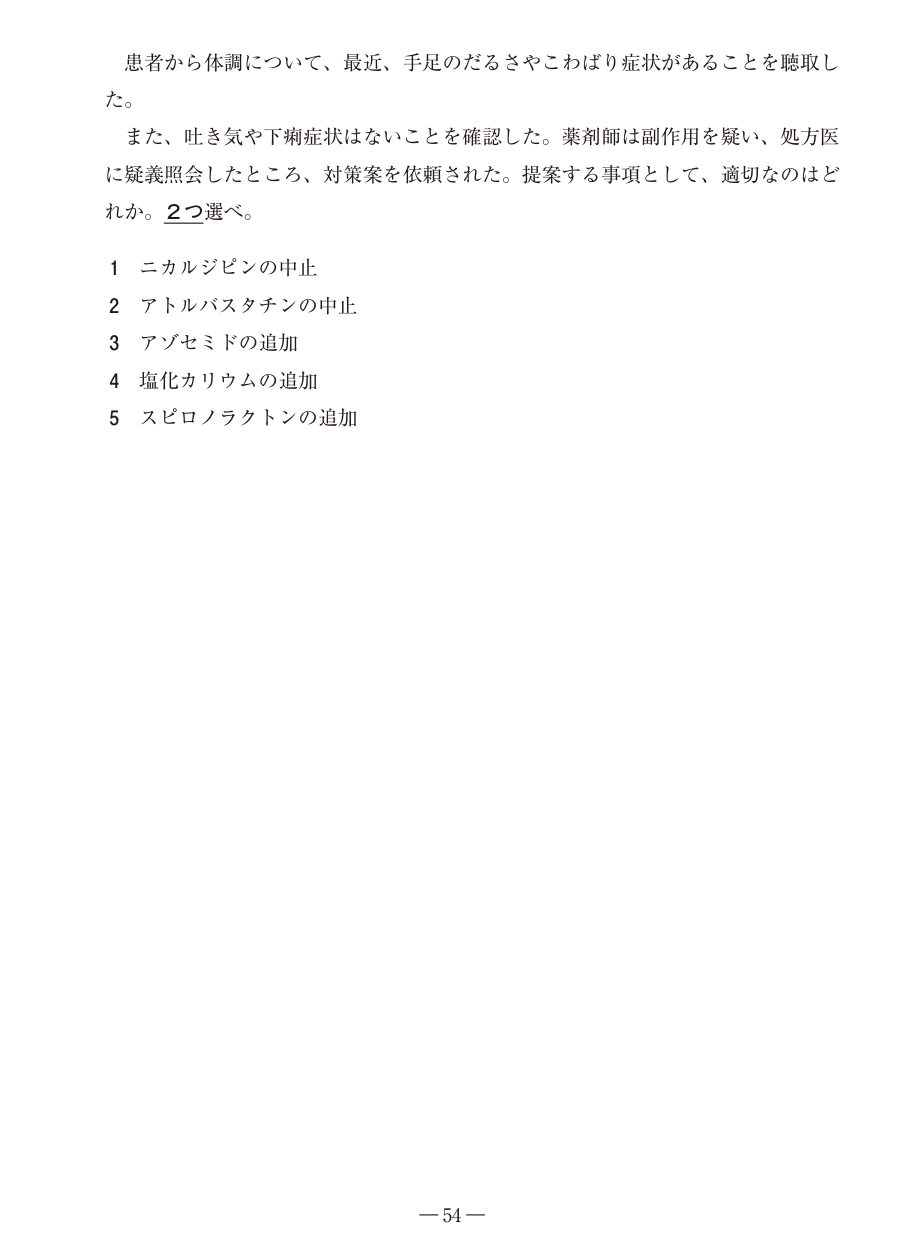 患者から体調について、最近、手足のだるさやこわばり症状があることを聴取し
た。
また、吐き気や下痢症状はないことを確認した。薬剤師は副作用を疑い、処方医
に疑義照会したところ、対策案を依頼された。提案する事項として、適切なのはど
れか。２つ選べ。
1 ニカルジピンの中止
2 アトルバスタチンの中止
3 アゾセミドの追加
4 塩化カリウムの追加
5 スピロノラクトンの追加
― 54 ―